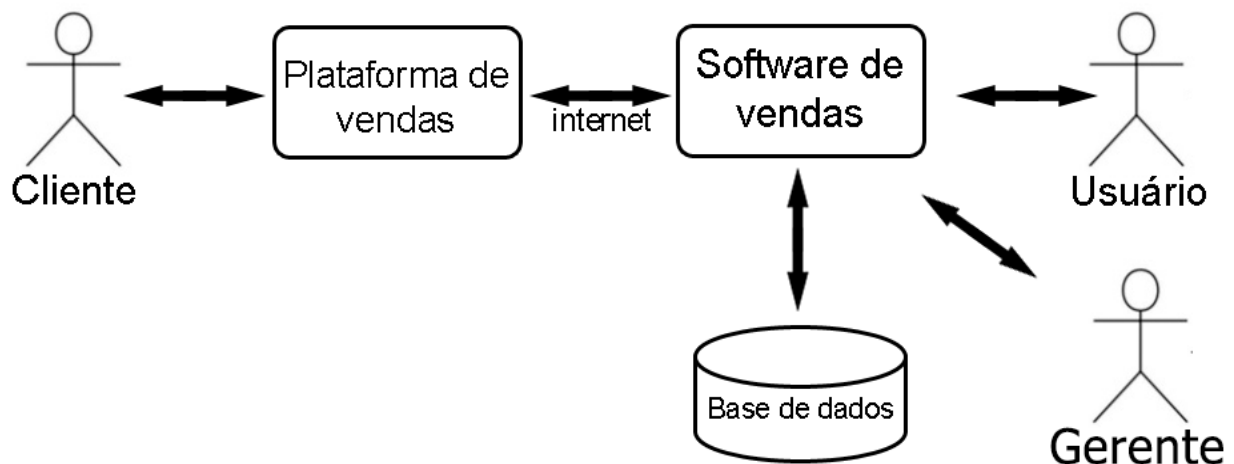 Cliente
Plataforma de
vendas
internet
Software de
vendas
Usuário
Base de dados
Gerente